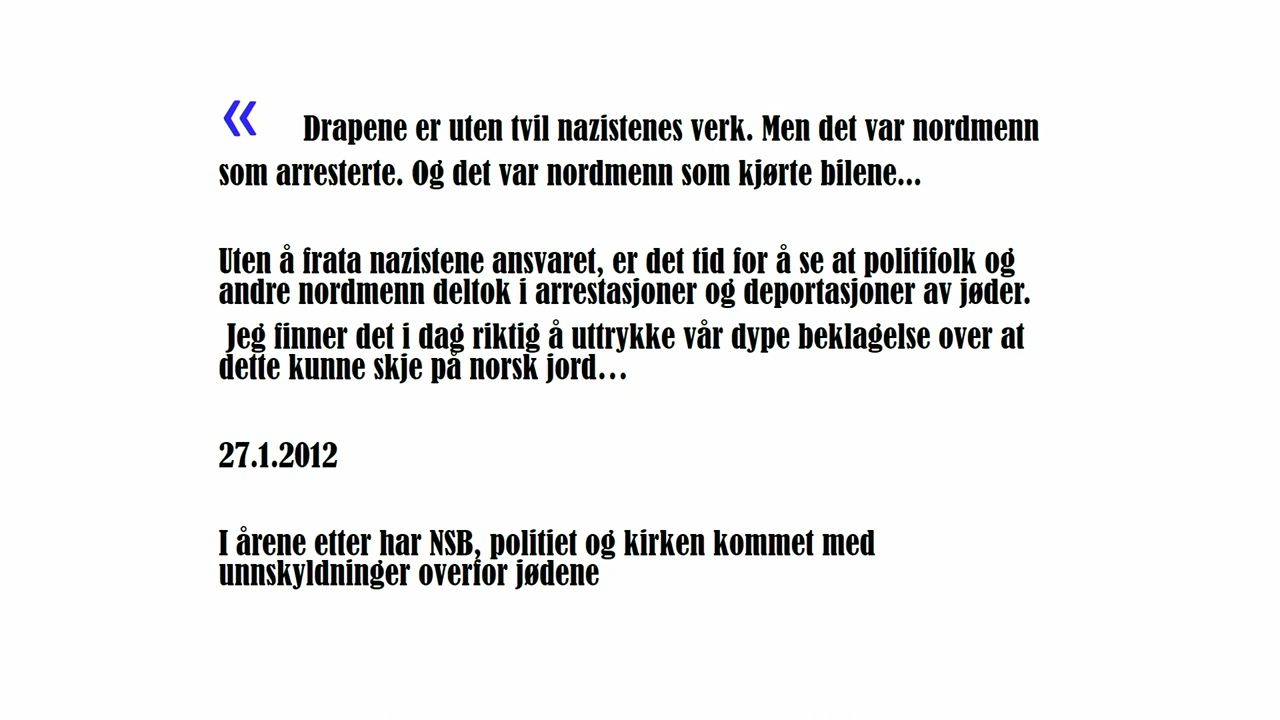 « Drapene er uten tvil nazistenes verk. Men det var nordmenn
som arresterte. Og det var nordmenn som kjørte bilene...
Uten å frata nazistene ansvaret, er det tid for å se at politifolk og
andre nordmenn deltok i arrestasjoner og deportasjoner av jøder.
Jeg finner det i dag riktig å uttrykke vår dype beklagelse over at
dette kunne skje på norsk jord…
27.1.2012
I årene etter har NSB, politiet og kirken kommet med
unnskyldninger overfor jødene